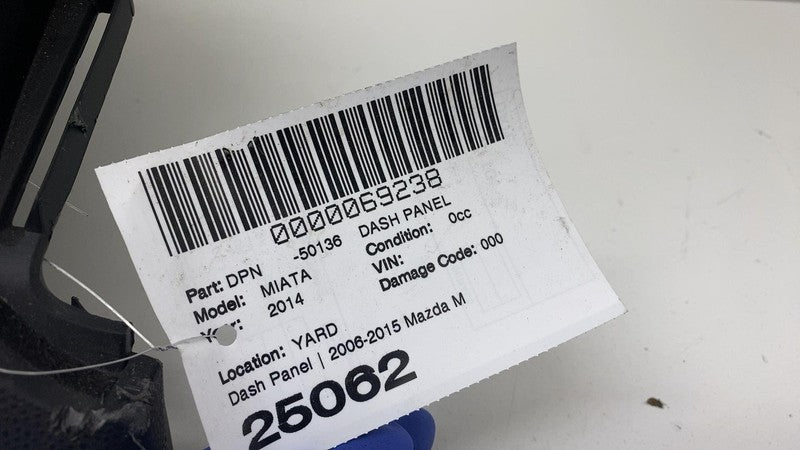 0000069238
Part: DPN -50136 DASH PANEL
Model: MIATA Condition: 0cc
Year: 2014 VIN:
Damage Code: 000
Location: YARD
Dash Panel | 2006-2015 Mazda M
25062